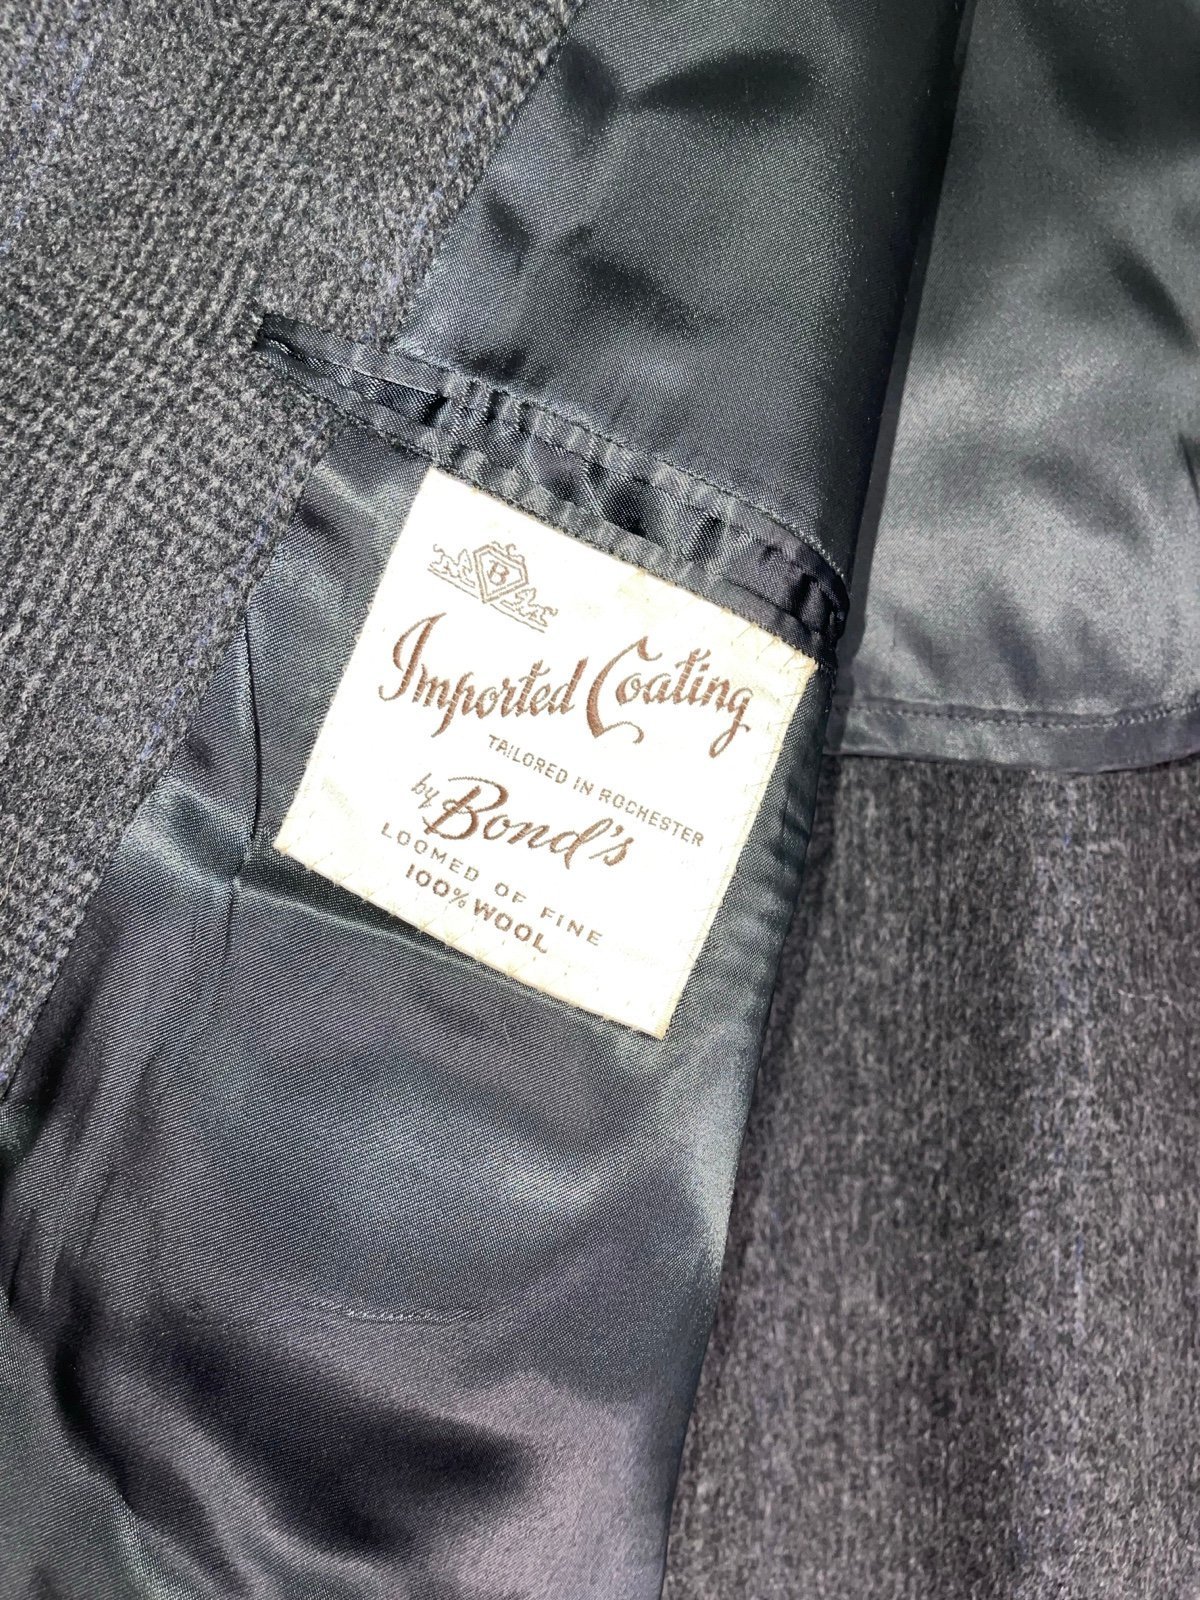 B
Imported Coating
TAILORED IN ROCHESTER
by Bond's
LOOMED OF FINE
100% WOOL